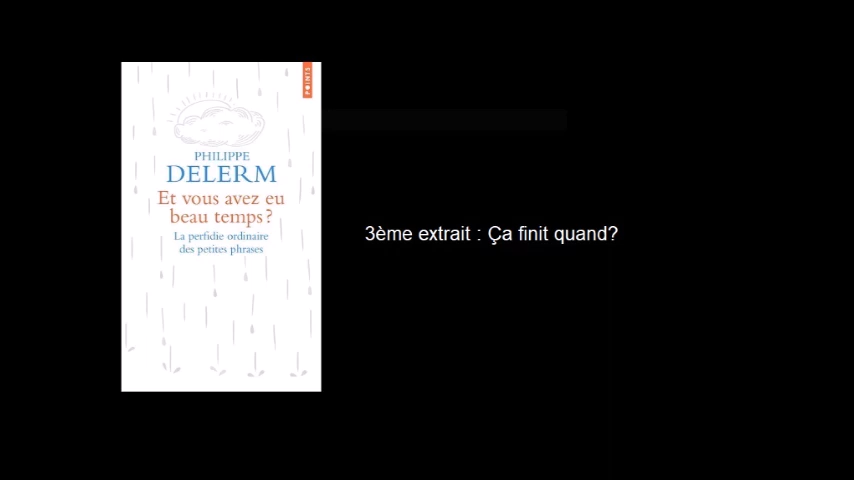 POINTS
PHILIPPE
DELERM
Et vous avez eu
beau temps ?
La perfidie ordinaire
des petites phrases
3ème extrait : Ça finit quand?